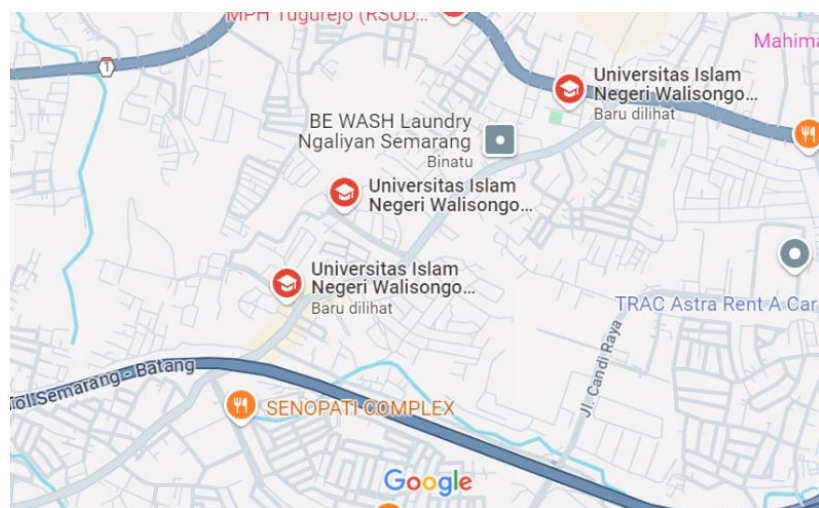 MPH Tugurejo (RSUD...
Mahima
1
Universitas Islam
Negeri Walisongo...
Baru dilihat
BE WASH Laundry
Ngaliyan Semarang
Binatu
Universitas Islam
Negeri Walisongo...
Universitas Islam
Negeri Walisongo...
Baru dilihat
TRAC Astra Rent A Car
Jl. Candi Raya
ol Semarang - Batang
SENOPATI COMPLEX
Google